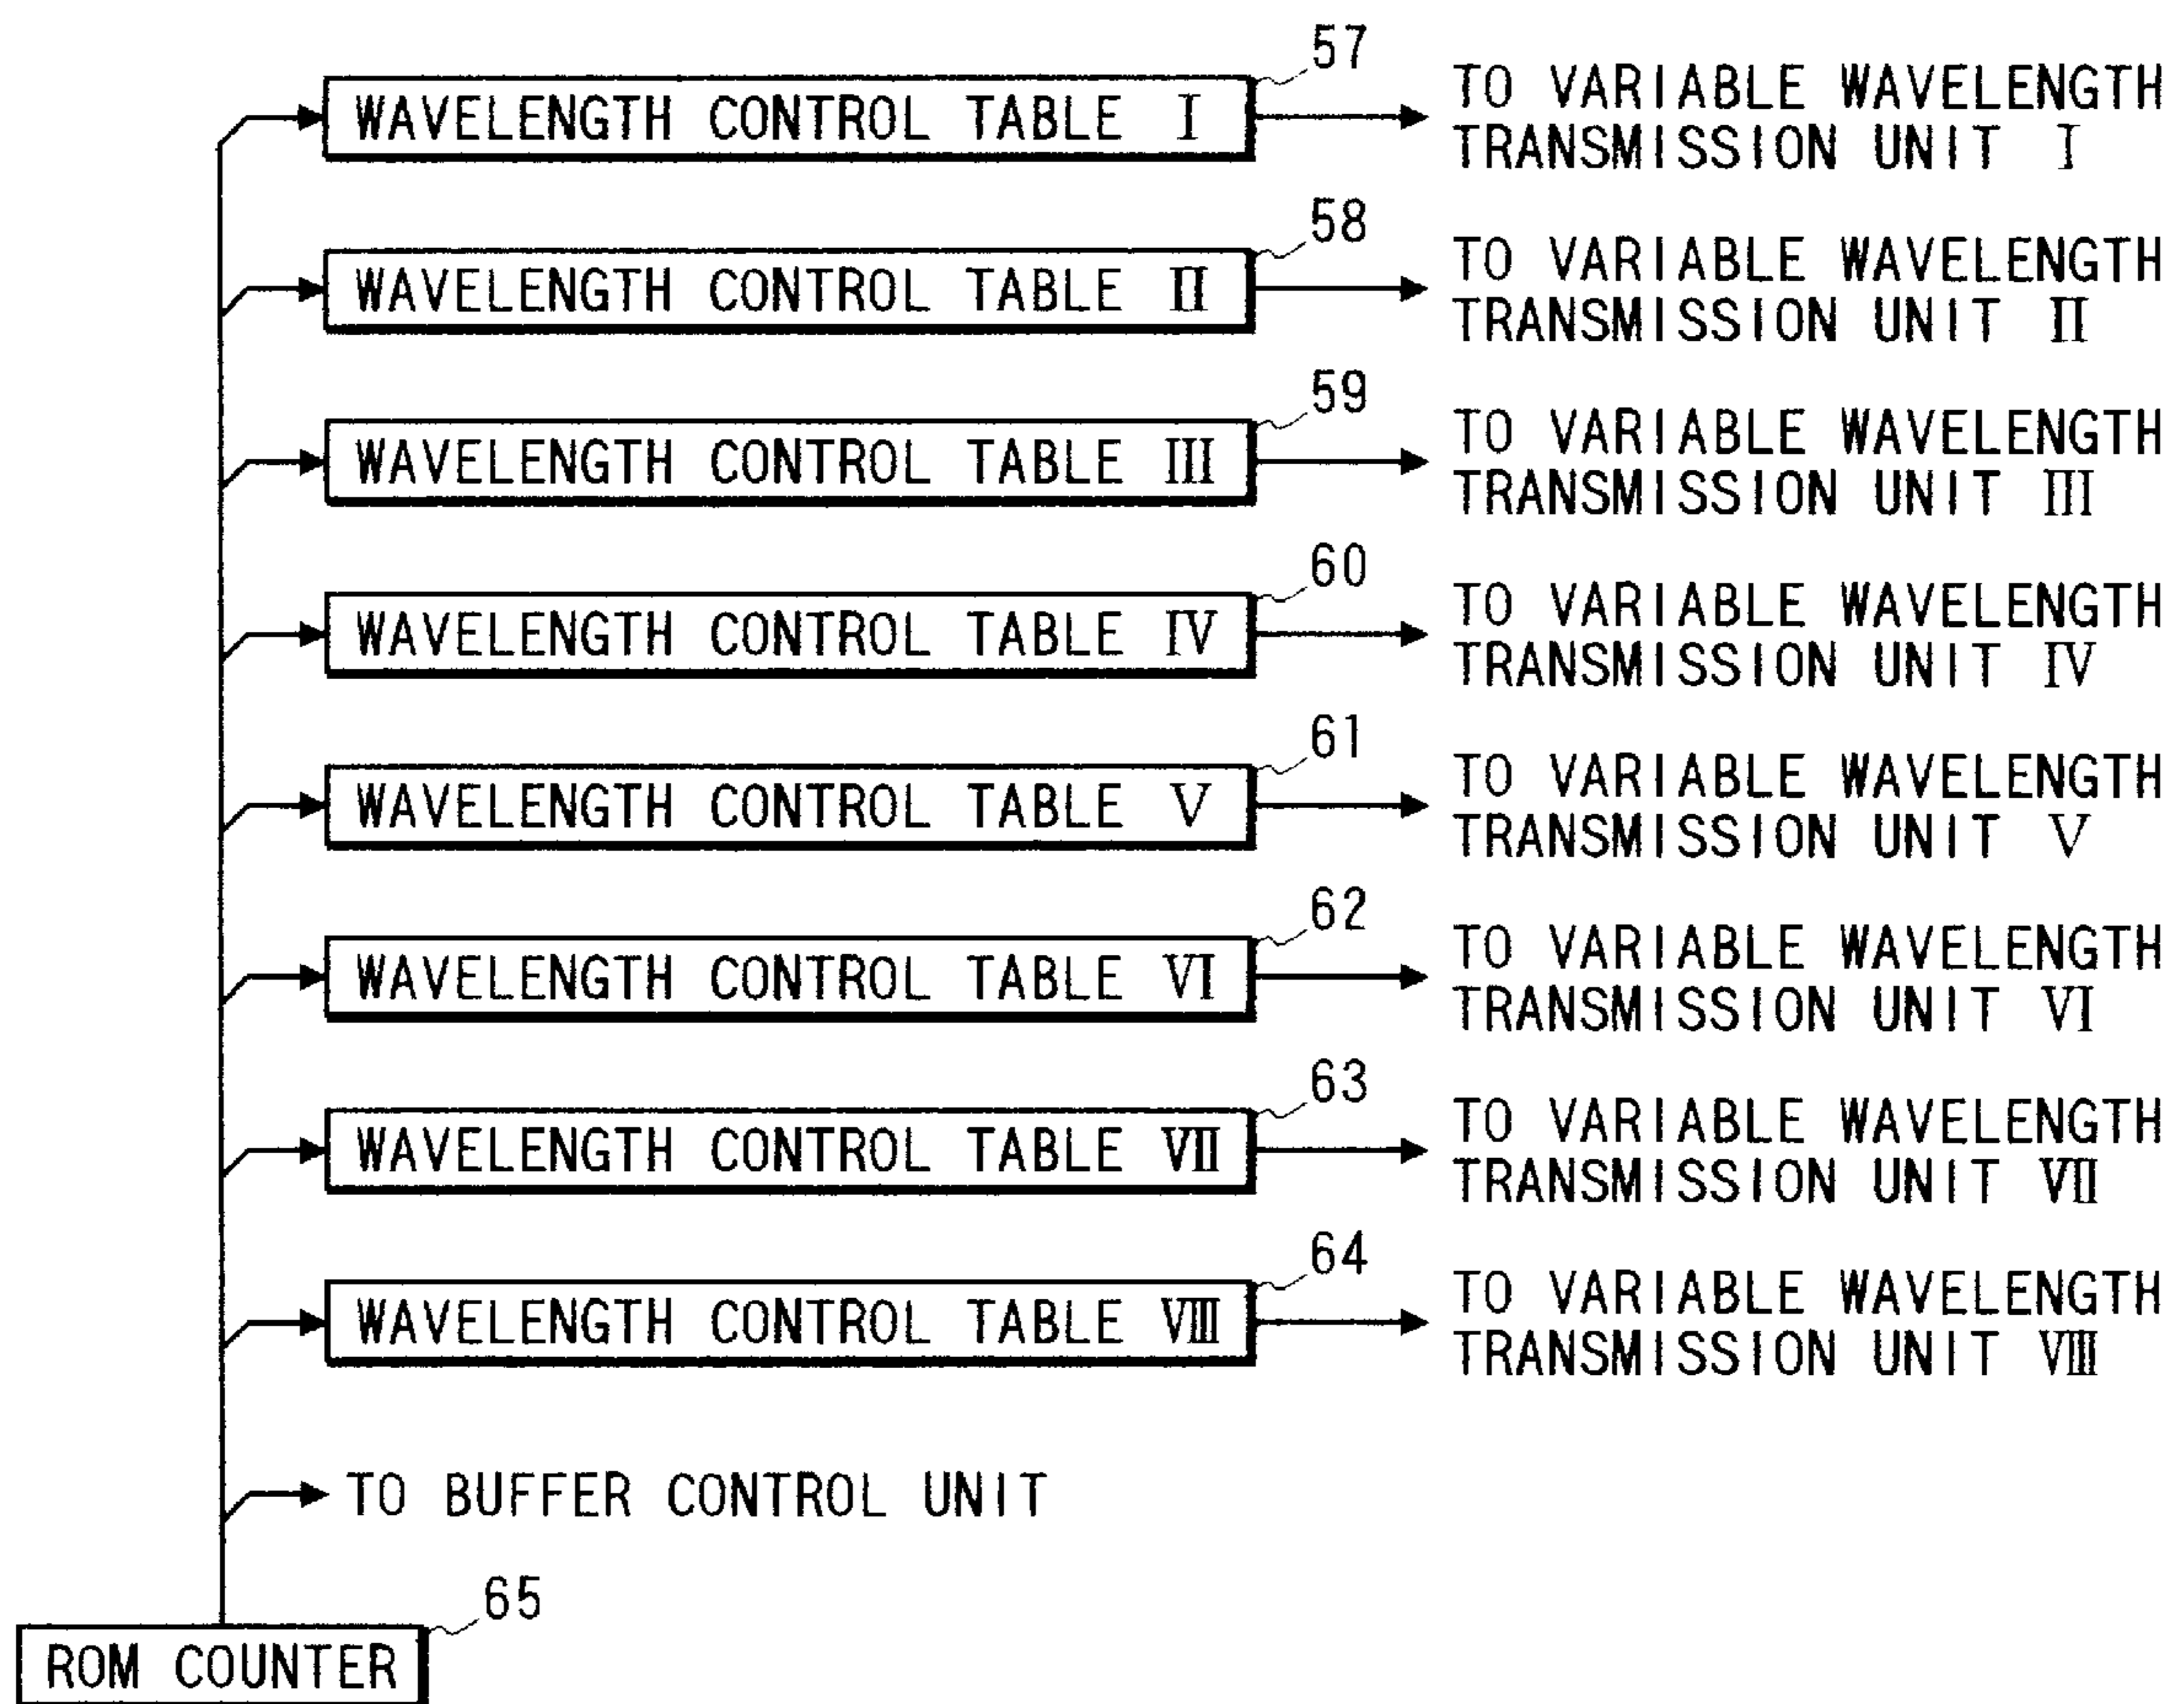 57
WAVELENGTH CONTROL TABLE I
TO VARIABLE WAVELENGTH
TRANSMISSION UNIT I
58
WAVELENGTH CONTROL TABLE II
TO VARIABLE WAVELENGTH
TRANSMISSION UNIT II
59
WAVELENGTH CONTROL TABLE III
TO VARIABLE WAVELENGTH
TRANSMISSION UNIT III
60
WAVELENGTH CONTROL TABLE IV
TO VARIABLE WAVELENGTH
TRANSMISSION UNIT IV
61
WAVELENGTH CONTROL TABLE V
TO VARIABLE WAVELENGTH
TRANSMISSION UNIT V
62
WAVELENGTH CONTROL TABLE VI
TO VARIABLE WAVELENGTH
TRANSMISSION UNIT VI
63
WAVELENGTH CONTROL TABLE VII
TO VARIABLE WAVELENGTH
TRANSMISSION UNIT VII
64
WAVELENGTH CONTROL TABLE VIII
TO VARIABLE WAVELENGTH
TRANSMISSION UNIT VIII
TO BUFFER CONTROL UNIT
65
ROM COUNTER